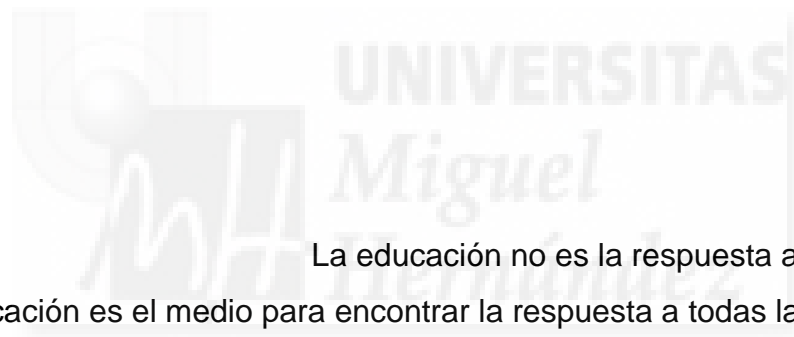 UNIVERSITAS
Miguel
Hernández
La educación no es la respuesta a
cación es el medio para encontrar la respuesta a todas la